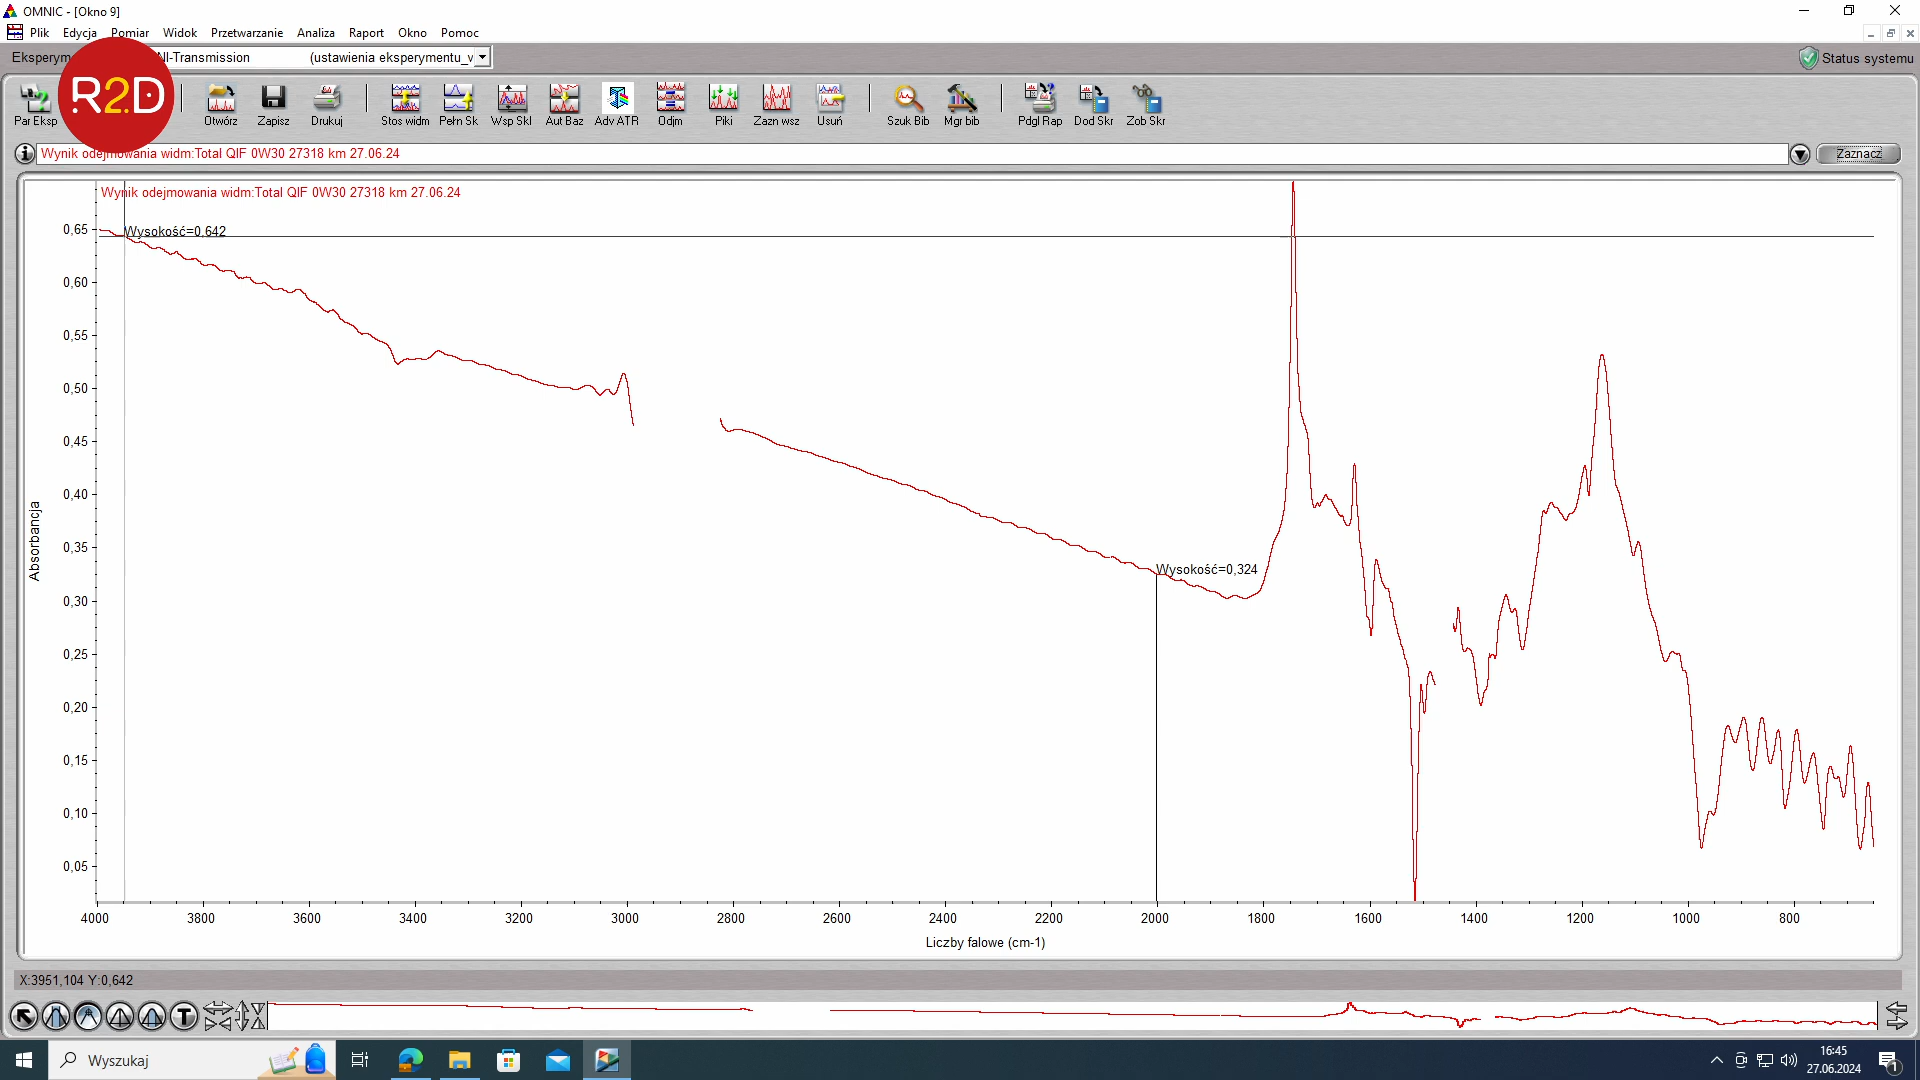 OMNIC - [Okno 9]
Plik Edycja Pomiar Widok Przetwarzanie Analiza Raport Okno Pomoc
NI-Transmission (ustawienia eksperymentu_v
Status systemu
R2D
Par Eksp Otwórz Zapisz Drukuj Stos widm Pełn Sk Wsp Skl Aut Baz Adv ATR Odjm Piki Zazn wsz Usuń Szuk Bib Mgr bib Pdgl Rap Dod Skr Zob Skr
Wynik odejmowania widm:Total QIF 0W30 27318 km 27.06.24
Zaznacz
Wynik odejmowania widm:Total QIF 0W30 27318 km 27.06.24
Wysokość=0,642
0,65
0,60
0,55
0,50
0,45
0,40
0,35
0,30
0,25
0,20
0,15
0,10
0,05
Absorbancja
Wysokość=0,324
4000 3800 3600 3400 3200 3000 2800 2600 2400 2200 2000 1800 1600 1400 1200 1000 800
Liczby falowe (cm-1)
X:3951,104 Y:0,642
T
Wyszukaj
16:45
27.06.2024
1